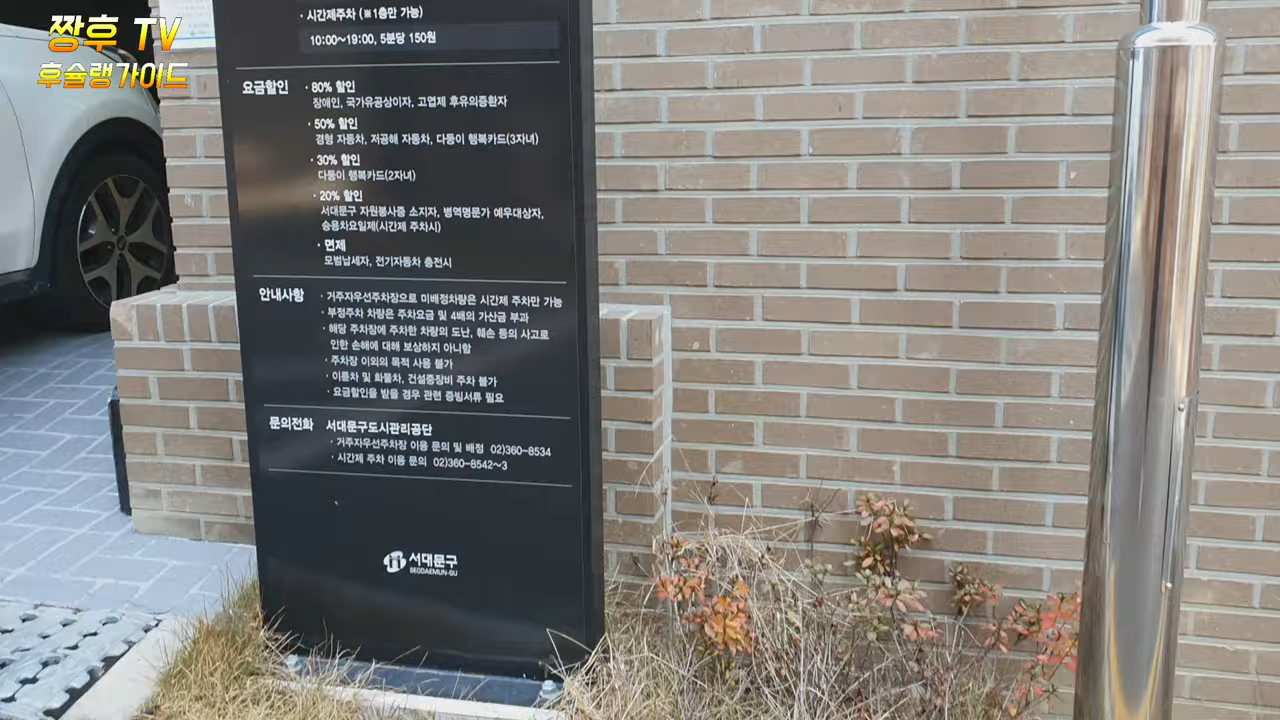 짱후 TV
후슐랭가이드
· 시간제주차 (※1층만 가능)
10:00~19:00, 5분당 150원
요금할인 · 80% 할인
장애인, 국가유공상이자, 고엽제 후유의증환자
· 50% 할인
경형 자동차, 저공해 자동차, 다둥이 행복카드(3자녀)
· 30% 할인
다둥이 행복카드(2자녀)
· 20% 할인
서대문구 자원봉사증 소지자, 병역명문가 예우대상자,
승용차요일제(시간제 주차시)
· 면제
모범납세자, 전기자동차 충전시
안내사항 · 거주자우선주차장으로 미배정차량은 시간제 주차만 가능
· 부정주차 차량은 주차요금 및 4배의 가산금 부과
· 해당 주차장에 주차한 차량의 도난, 훼손 등의 사고로
인한 손해에 대해 보상하지 아니함
· 주차장 이외의 목적 사용 불가
· 이륜차 및 화물차, 건설중장비 주차 불가
· 요금할인을 받을 경우 관련 증빙서류 필요
문의전화 서대문구도시관리공단
· 거주자우선주차장 이용 문의 및 배정 02)360-8534
· 시간제 주차 이용 문의 02)360-8542~3
서대문구
SEODAEMUN-GU